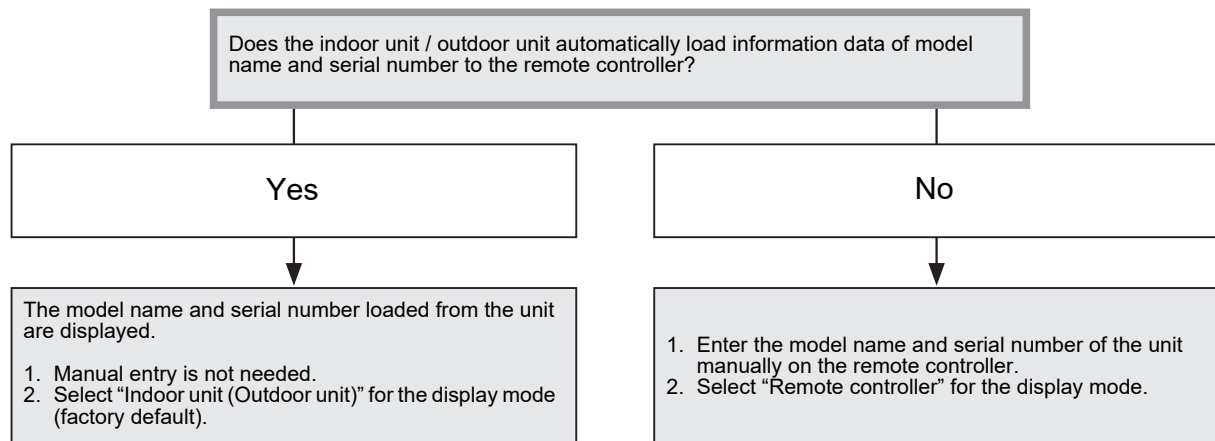 Does the indoor unit / outdoor unit automatically load information data of model
name and serial number to the remote controller?
Yes
No
The model name and serial number loaded from the unit
are displayed.
1. Manual entry is not needed.
2. Select “Indoor unit (Outdoor unit)” for the display mode
(factory default).
1. Enter the model name and serial number of the unit
manually on the remote controller.
2. Select “Remote controller” for the display mode.